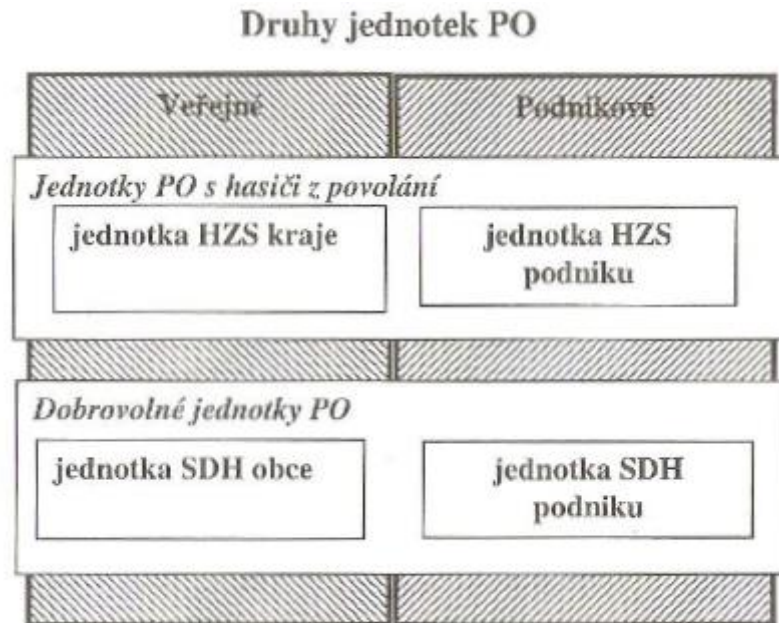 Druhy jednotek PO
Veřejné Podnikové
Jednotky PO s hasiči z povolání
jednotka HZS kraje
jednotka HZS
podniku
Dobrovolné jednotky PO
jednotka SDH obce
jednotka SDH
podniku